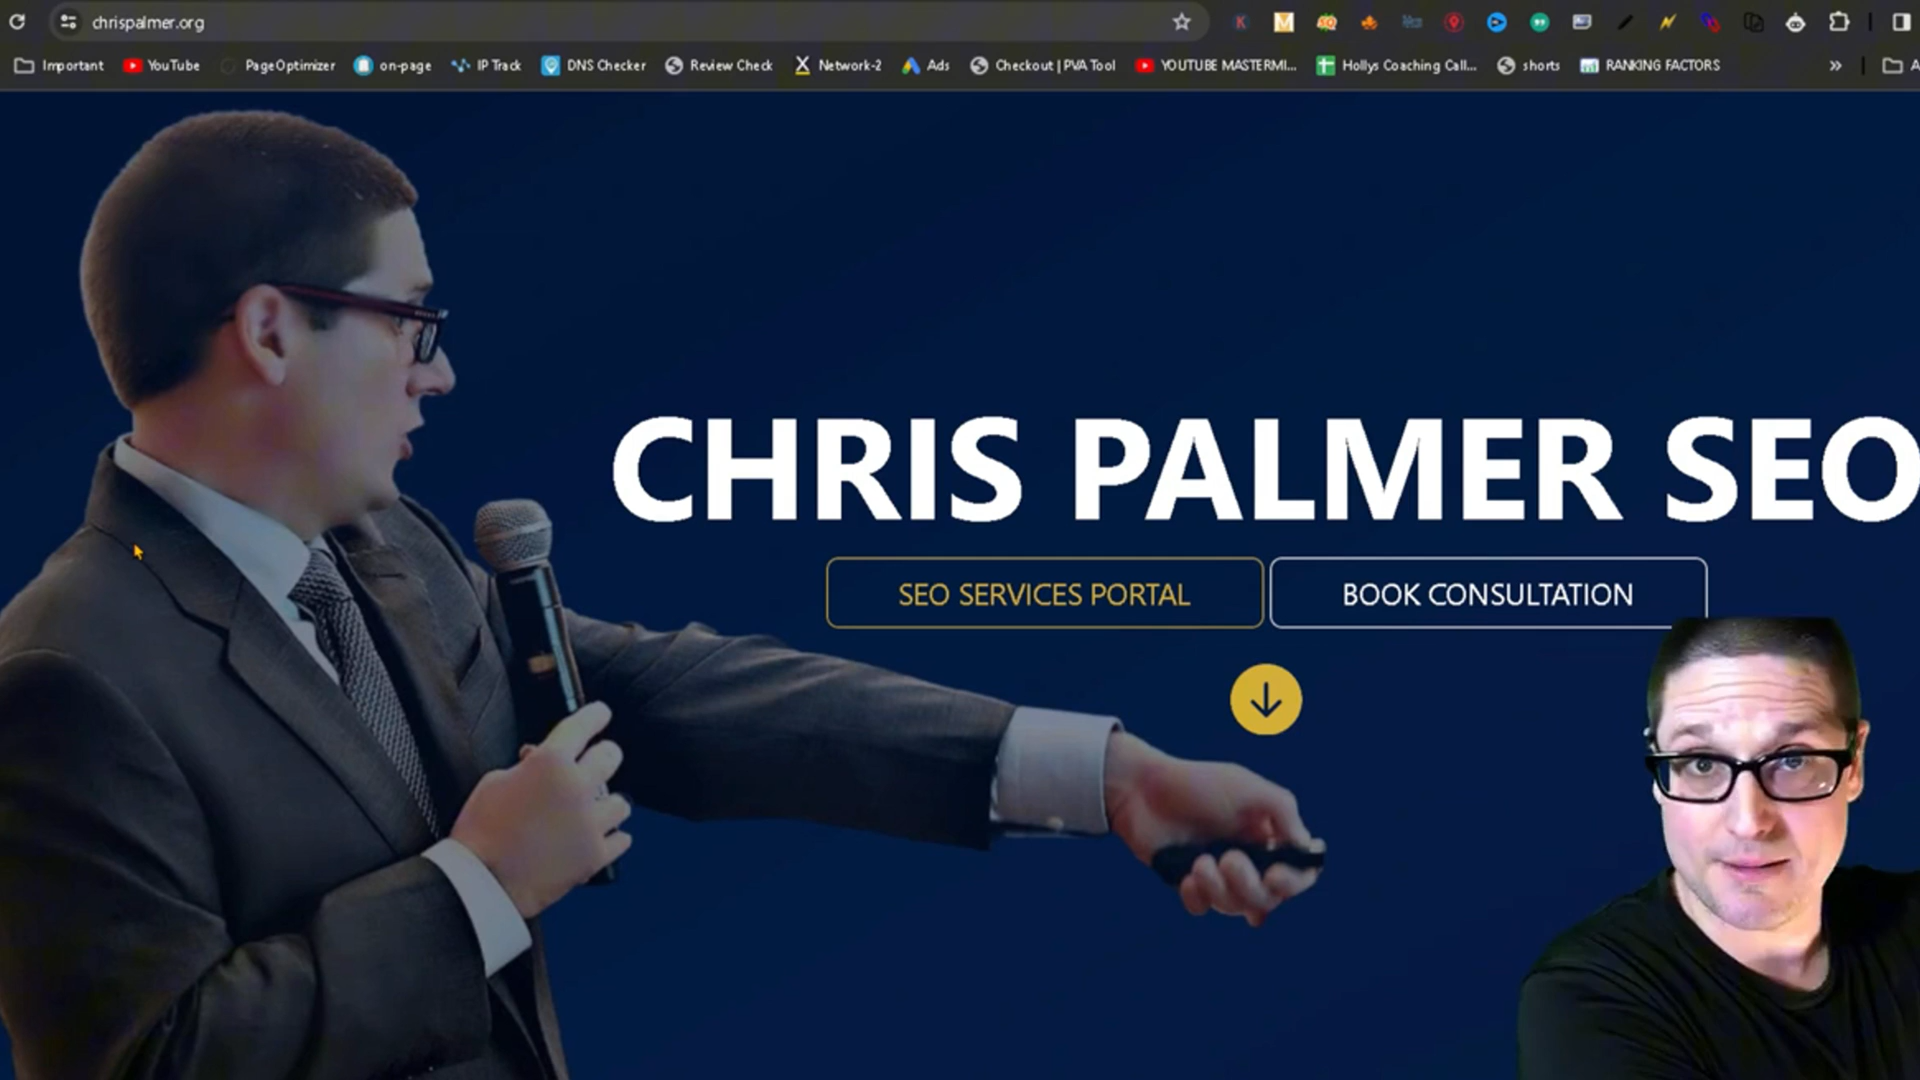 chrispalmer.org
Important YouTube PageOptimizer on-page IP Track DNS Checker Review Check Network-2 Ads Checkout | PVA Tool YOUTUBE MASTERMI... Hollys Coaching Call... shorts RANKING FACTORS » A
CHRIS PALMER SEO
SEO SERVICES PORTAL BOOK CONSULTATION